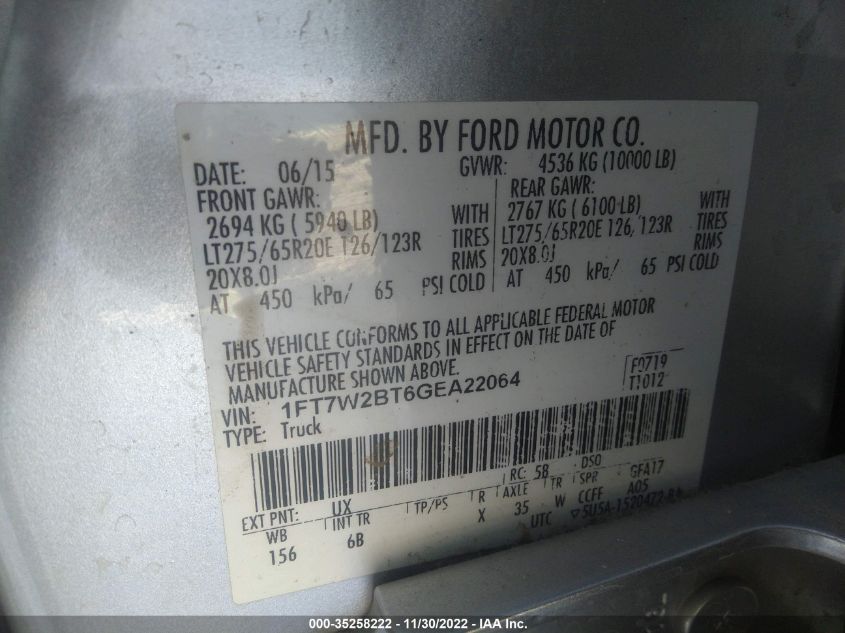 MFD. BY FORD MOTOR CO.
DATE: 06/15 GVWR: 4536 KG (10000 LB)
FRONT GAWR: REAR GAWR:
2694 KG ( 5940 LB) WITH 2767 KG ( 6100 LB) WITH
LT275/65R20E 126/123R TIRES LT275/65R20E 126/123R TIRES
20X8.0J RIMS 20X8.0J RIMS
AT 450 kPa/ 65 PSI COLD AT 450 kPa/ 65 PSI COLD
THIS VEHICLE CONFORMS TO ALL APPLICABLE FEDERAL MOTOR
VEHICLE SAFETY STANDARDS IN EFFECT ON THE DATE OF
MANUFACTURE SHOWN ABOVE.
F0719
VIN: 1FT7W2BT6GEA22064 T1012
TYPE: Truck
RC: 58 DSO
EXT PNT: UX TP/PS R AXLE TR SPR GFA17
WB INT TR X 35 W CCFF A05
156 6B UTC ▽5U5A-1520472-BA
000-35258222 - 11/30/2022 - IAA Inc.